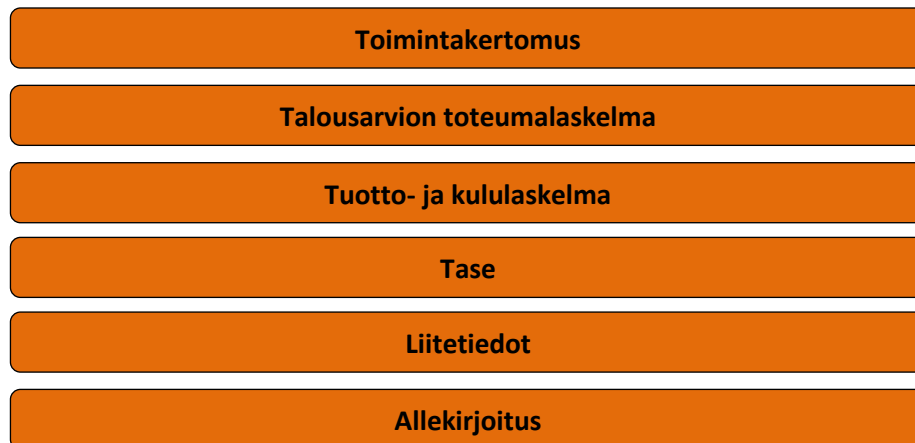 Toimintakertomus
Talousarvion toteumalaskelma
Tuotto- ja kululaskelma
Tase
Liitetiedot
Allekirjoitus